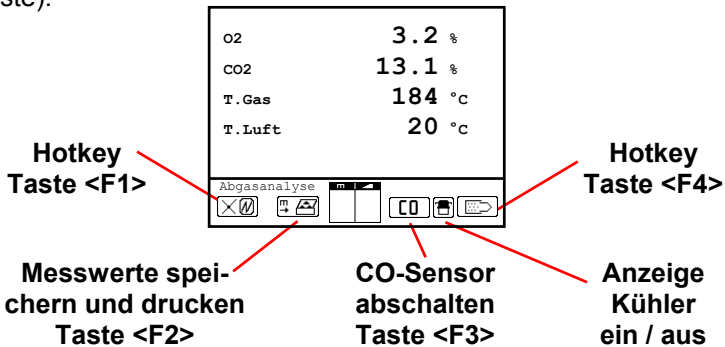 ste).
O2 3.2 %
CO2 13.1 %
T.Gas 184 °C
T.Luft 20 °C
Hotkey
Taste <F1>
Hotkey
Taste <F4>
Abgasanalyse m
m
CO
Messwerte spei-
chern und drucken
Taste <F2>
CO-Sensor
abschalten
Taste <F3>
Anzeige
Kühler
ein / aus